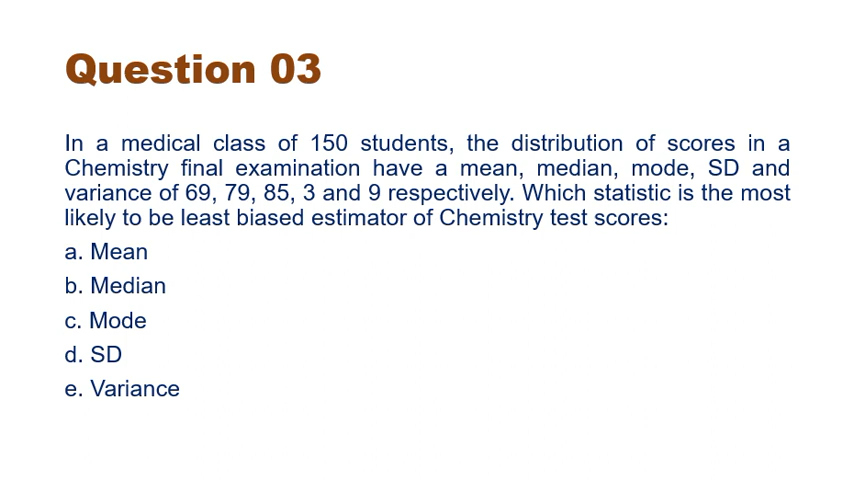 Question 03
In a medical class of 150 students, the distribution of scores in a
Chemistry final examination have a mean, median, mode, SD and
variance of 69, 79, 85, 3 and 9 respectively. Which statistic is the most
likely to be least biased estimator of Chemistry test scores:
a. Mean
b. Median
c. Mode
d. SD
e. Variance